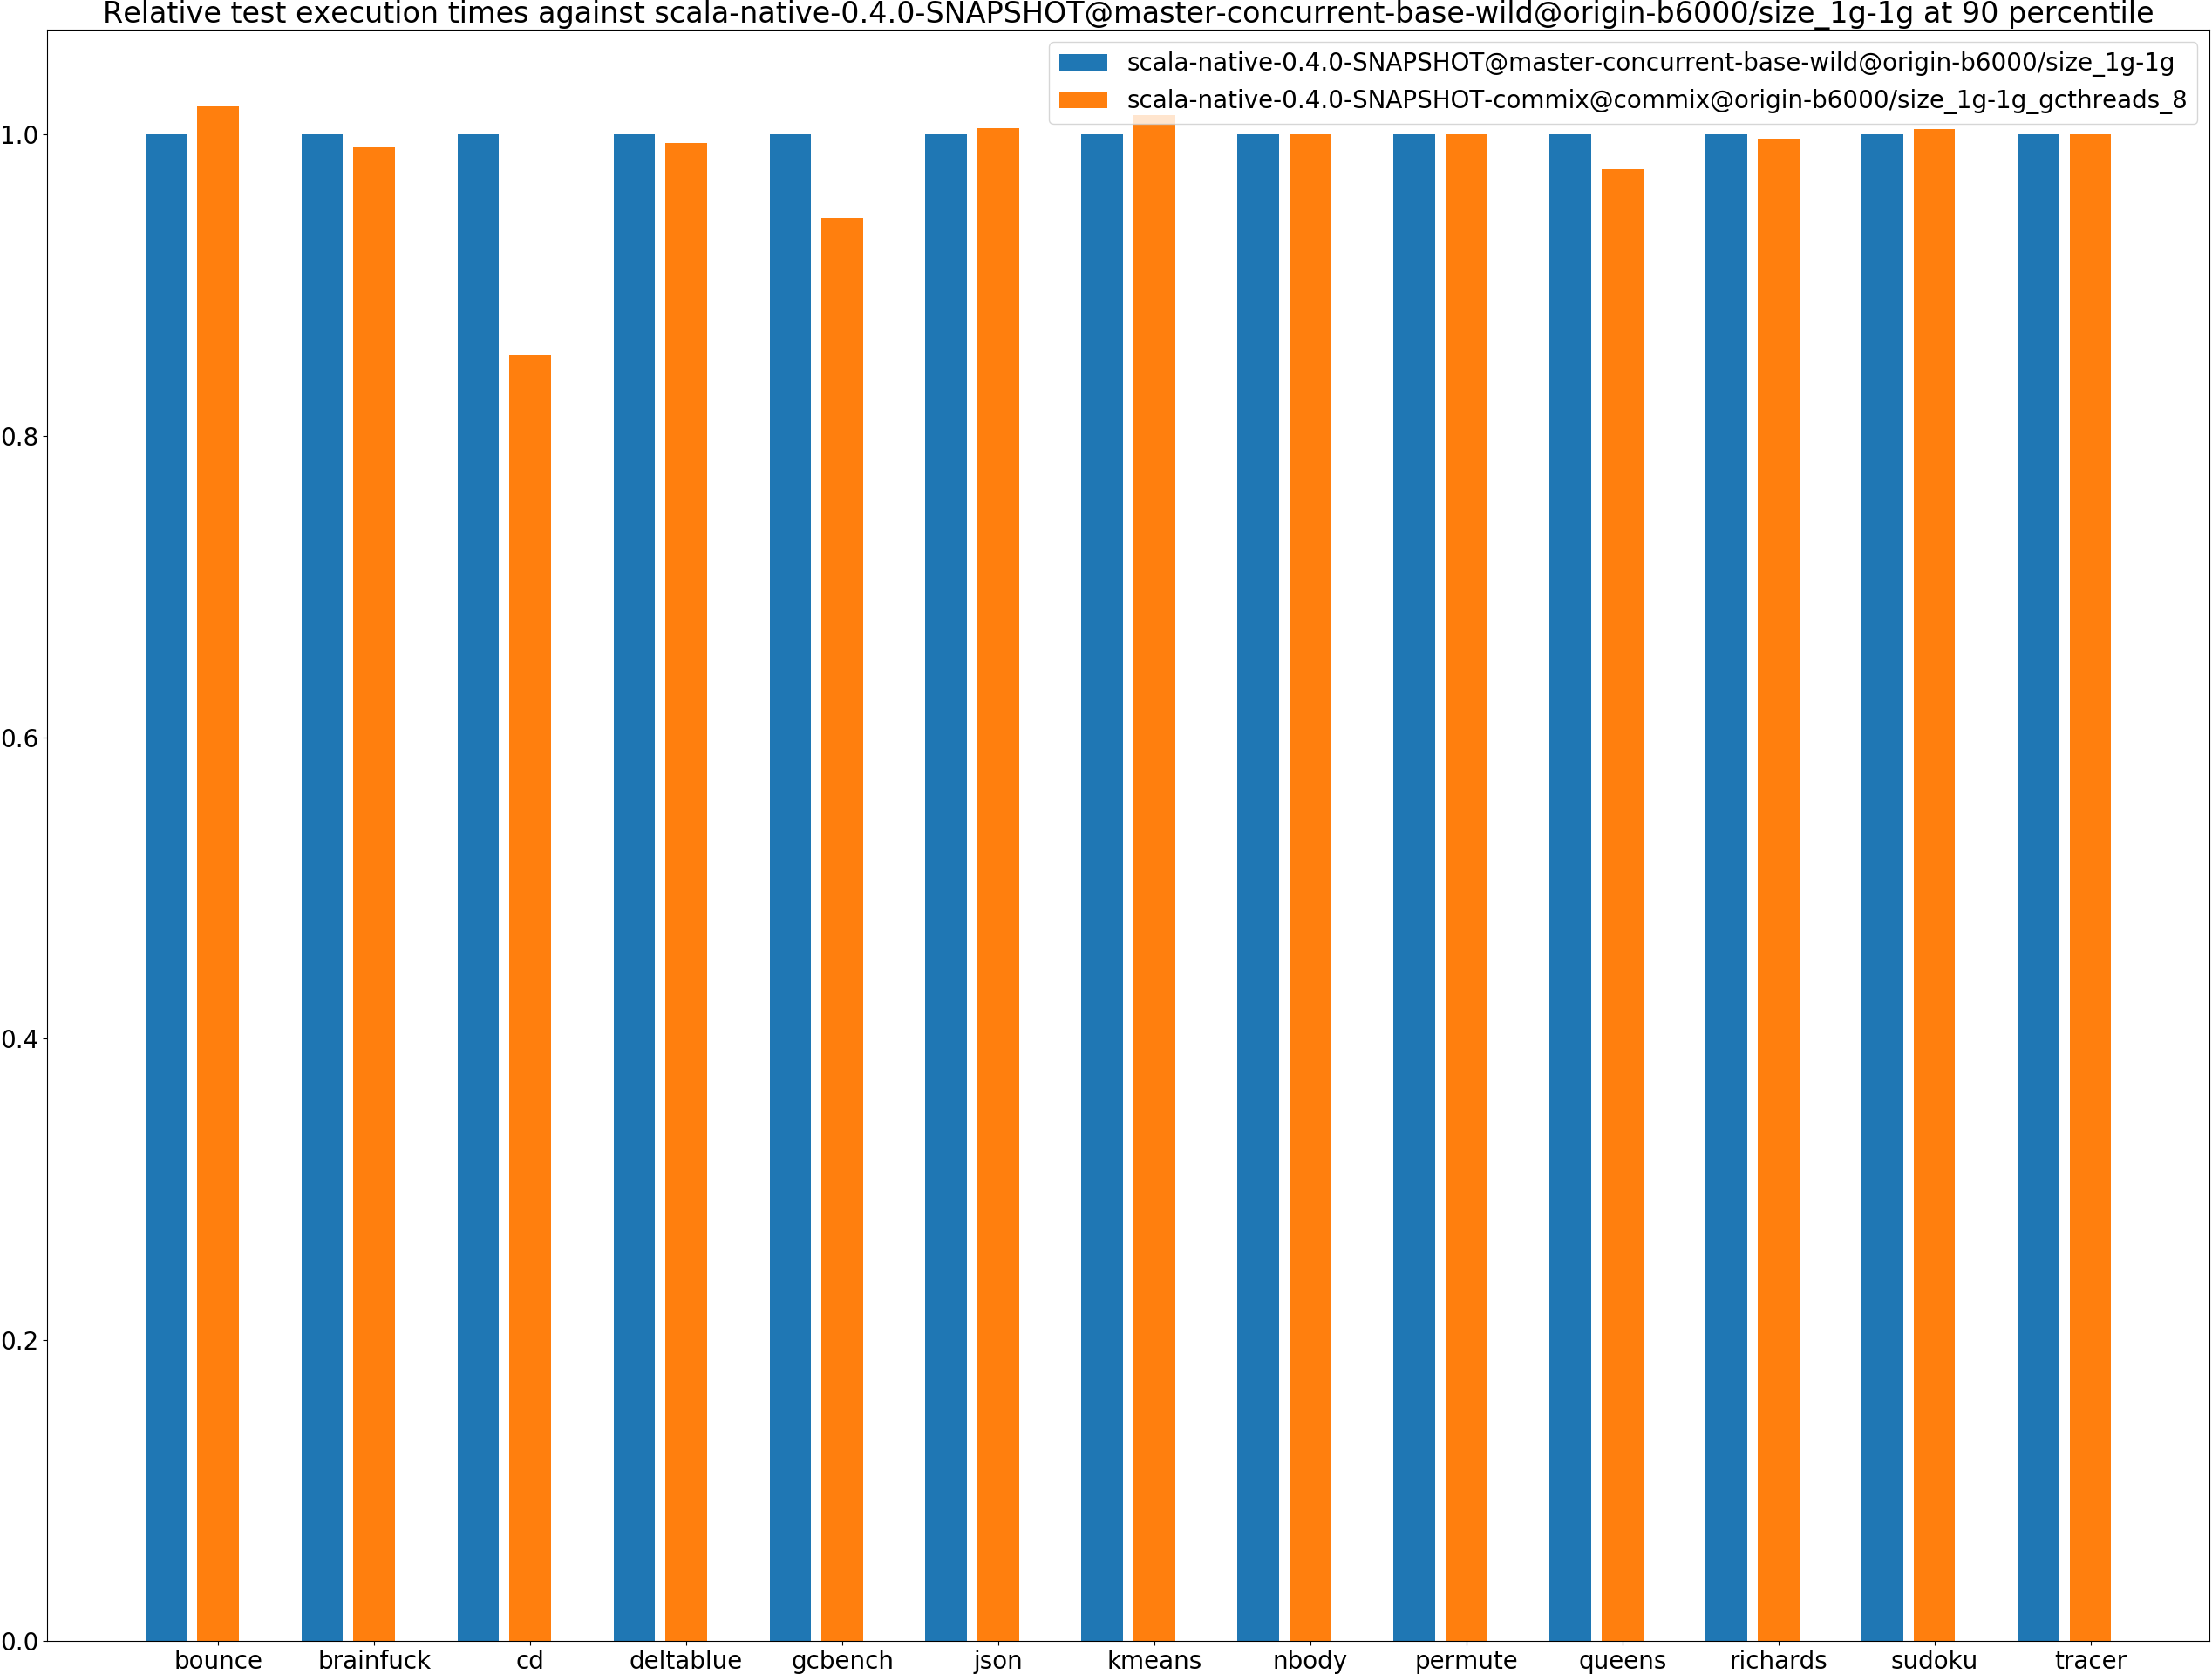 Relative test execution times against scala-native-0.4.0-SNAPSHOT@master-concurrent-base-wild@origin-b6000/size_1g-1g at 90 percentile
scala-native-0.4.0-SNAPSHOT@master-concurrent-base-wild@origin-b6000/size_1g-1g
scala-native-0.4.0-SNAPSHOT-commix@commix@origin-b6000/size_1g-1g_gcthreads_8
1.0
0.8
0.6
0.4
0.2
0.0
bounce brainfuck cd deltablue gcbench json kmeans nbody permute queens richards sudoku tracer